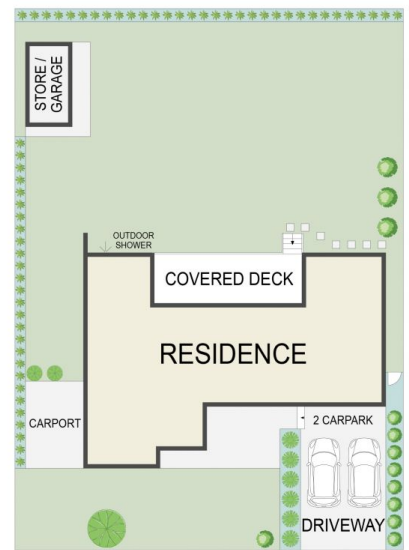 STORE /
GARAGE
OUTDOOR
SHOWER
COVERED DECK
RESIDENCE
CARPORT
2 CARPARK
DRIVEWAY